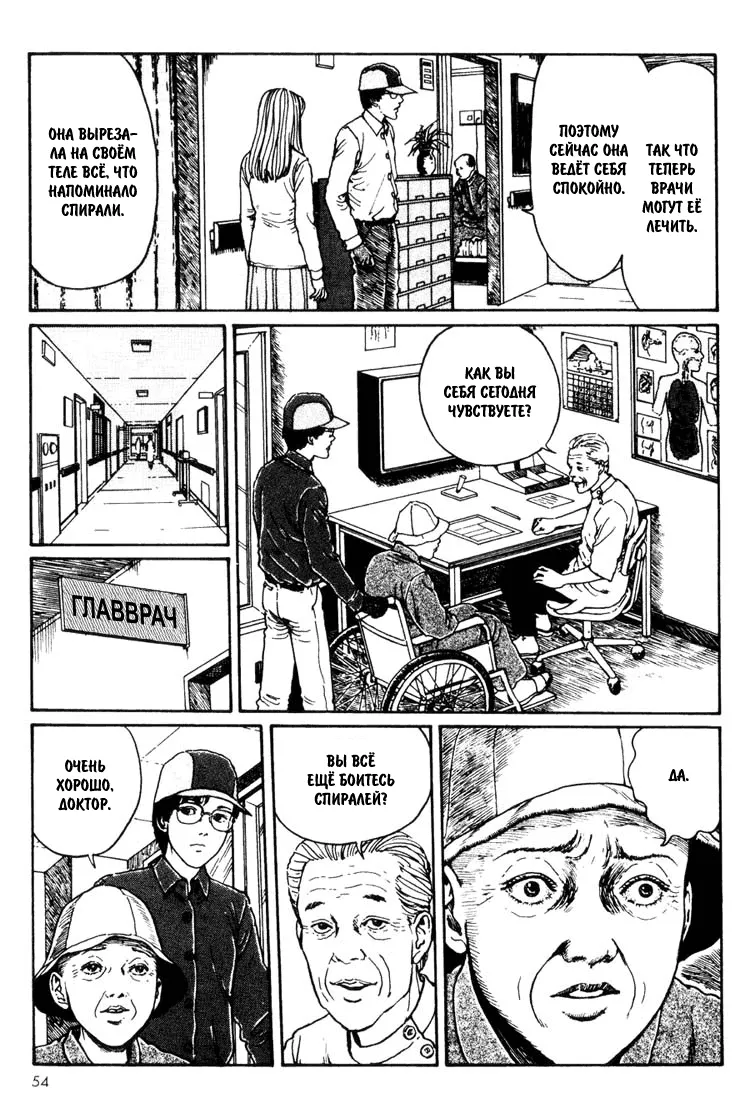 ОНА ВЫРЕЗА-
ЛА НА СВОЁМ
ТЕЛЕ ВСЁ, ЧТО
НАПОМИНАЛО
СПИРАЛИ.
ПОЭТОМУ
СЕЙЧАС ОНА
ВЕДЁТ СЕБЯ
СПОКОЙНО.
ТАК ЧТО
ТЕПЕРЬ
ВРАЧИ
МОГУТ ЕЁ
ЛЕЧИТЬ.
ГЛАВВРАЧ
КАК ВЫ
СЕБЯ СЕГОДНЯ
ЧУВСТВУЕТЕ?
ОЧЕНЬ
ХОРОШО,
ДОКТОР.
ВЫ ВСЁ
ЕЩЁ БОИТЕСЬ
СПИРАЛЕЙ?
ДА.
54